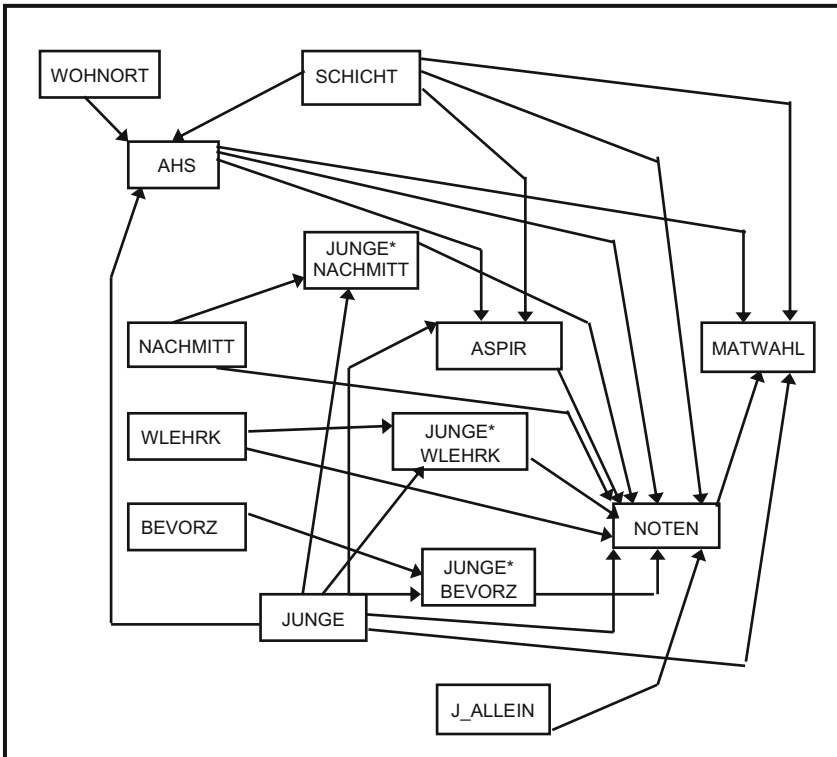 WOHNORT
SCHICHT
AHS
JUNGE*
NACHMITT
NACHMITT
ASPIR
MATWAHL
WLEHRK
JUNGE*
WLEHRK
BEVORZ
NOTEN
JUNGE*
BEVORZ
JUNGE
J_ALLEIN